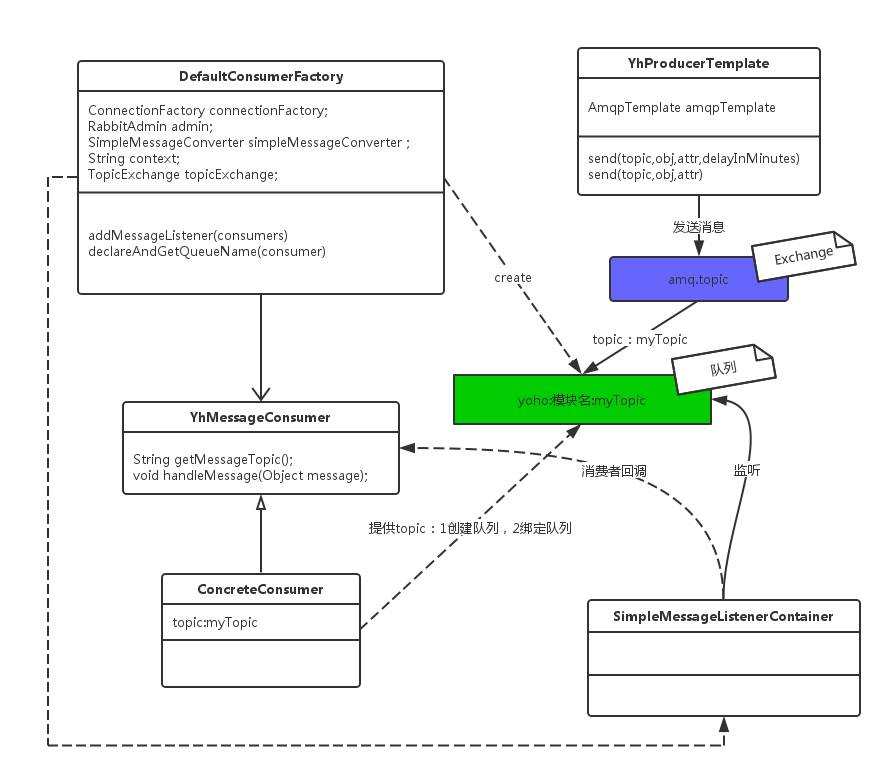 DefaultConsumerFactory
ConnectionFactory connectionFactory;
RabbitAdmin admin;
SimpleMessageConverter simpleMessageConverter ;
String context;
TopicExchange topicExchange;
addMessageListener(consumers)
declareAndGetQueueName(consumer)
YhProducerTemplate
AmqpTemplate amqpTemplate
send(topic,obj,attr,delayInMinutes)
send(topic,obj,attr)
发送消息
Exchange
amq.topic
create
topic：myTopic
队列
yoho:模块名:myTopic
YhMessageConsumer
String getMessageTopic();
void handleMessage(Object message);
消费者回调
监听
提供topic：1创建队列，2绑定队列
ConcreteConsumer
topic:myTopic
SimpleMessageListenerContainer